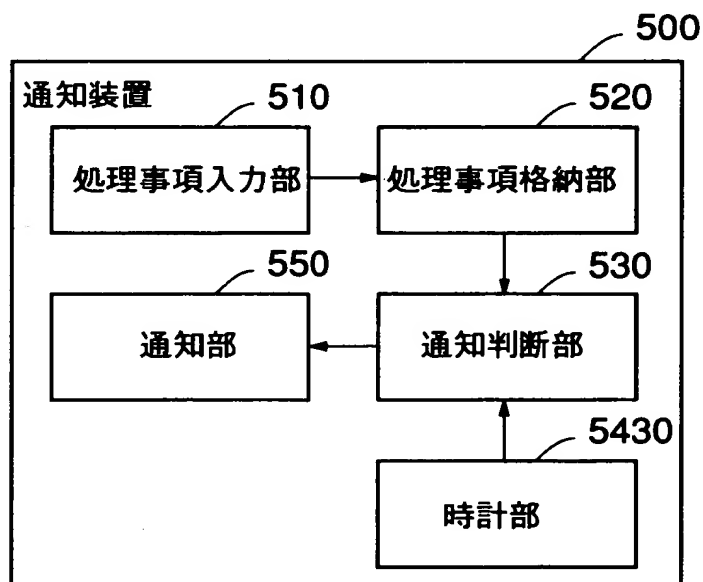 500
通知装置
510
520
処理事項入力部
処理事項格納部
550
530
通知部
通知判断部
5430
時計部